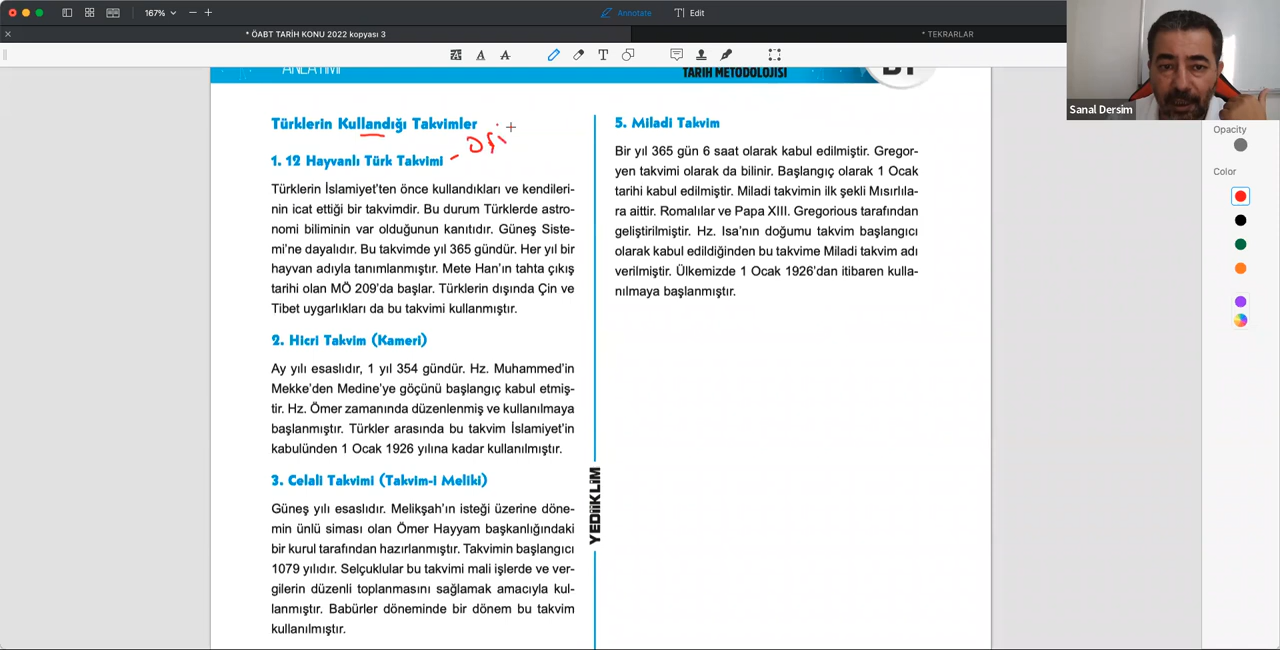 167%
Annotate
Edit
* ÖABT TARİH KONU 2022 kopyası 3
* TEKRARLAR
ANLATIMI
TARİH METODOLOJİSİ
Sanal Dersim
Opacity
Color
Türklerin Kullandığı Takvimler
1. 12 Hayvanlı Türk Takvimi
Türklerin İslamiyet'ten önce kullandıkları ve kendileri-
nin icat ettiği bir takvimdir. Bu durum Türklerde astro-
nomi biliminin var olduğunun kanıtıdır. Güneş Siste-
mi'ne dayalıdır. Bu takvimde yıl 365 gündür. Her yıl bir
hayvan adıyla tanımlanmıştır. Mete Han'ın tahta çıkış
tarihi olan MÖ 209'da başlar. Türklerin dışında Çin ve
Tibet uygarlıkları da bu takvimi kullanmıştır.
2. Hicri Takvim (Kameri)
Ay yılı esaslıdır, 1 yıl 354 gündür. Hz. Muhammed'in
Mekke'den Medine'ye göçünü başlangıç kabul etmiş-
tir. Hz. Ömer zamanında düzenlenmiş ve kullanılmaya
başlanmıştır. Türkler arasında bu takvim İslamiyet'in
kabulünden 1 Ocak 1926 yılına kadar kullanılmıştır.
3. Celali Takvimi (Takvim-i Meliki)
Güneş yılı esaslıdır. Melikşah'ın isteği üzerine döne-
min ünlü siması olan Ömer Hayyam başkanlığındaki
bir kurul tarafından hazırlanmıştır. Takvimin başlangıcı
1079 yılıdır. Selçuklular bu takvimi mali işlerde ve ver-
gilerin düzenli toplanmasını sağlamak amacıyla kul-
lanmıştır. Babürler döneminde bir dönem bu takvim
kullanılmıştır.
YEDİİKLİM
5. Miladi Takvim
Bir yıl 365 gün 6 saat olarak kabul edilmiştir. Gregor-
yen takvimi olarak da bilinir. Başlangıç olarak 1 Ocak
tarihi kabul edilmiştir. Miladi takvimin ilk şekli Mısırlıla-
ra aittir. Romalılar ve Papa XIII. Gregorious tarafından
geliştirilmiştir. Hz. Isa'nın doğumu takvim başlangıcı
olarak kabul edildiğinden bu takvime Miladi takvim adı
verilmiştir. Ülkemizde 1 Ocak 1926'dan itibaren kulla-
nılmaya başlanmıştır.